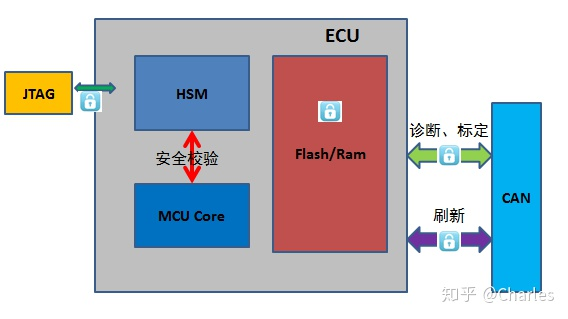 ECU
JTAG
HSM
安全校验
MCU Core
Flash/Ram
诊断、标定
刷新
CAN
知乎 @Charles